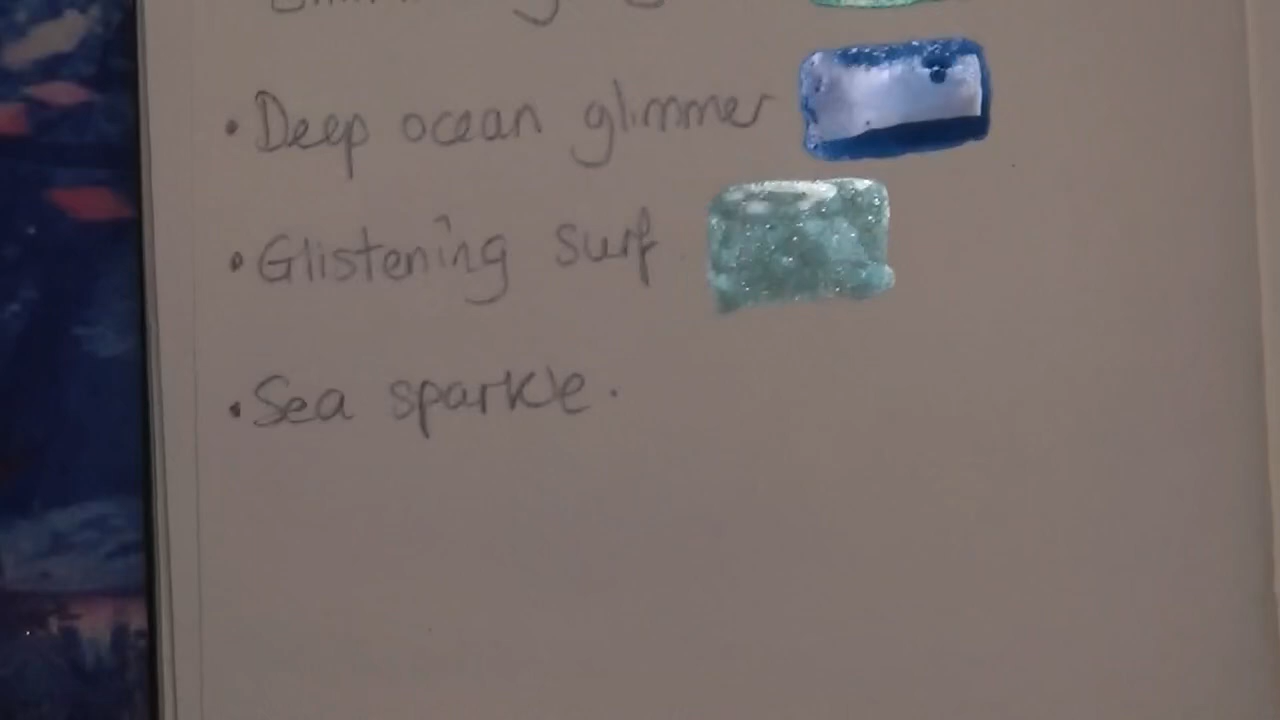 • Deep ocean glimmer
• Glistening surf
• Sea sparkle.